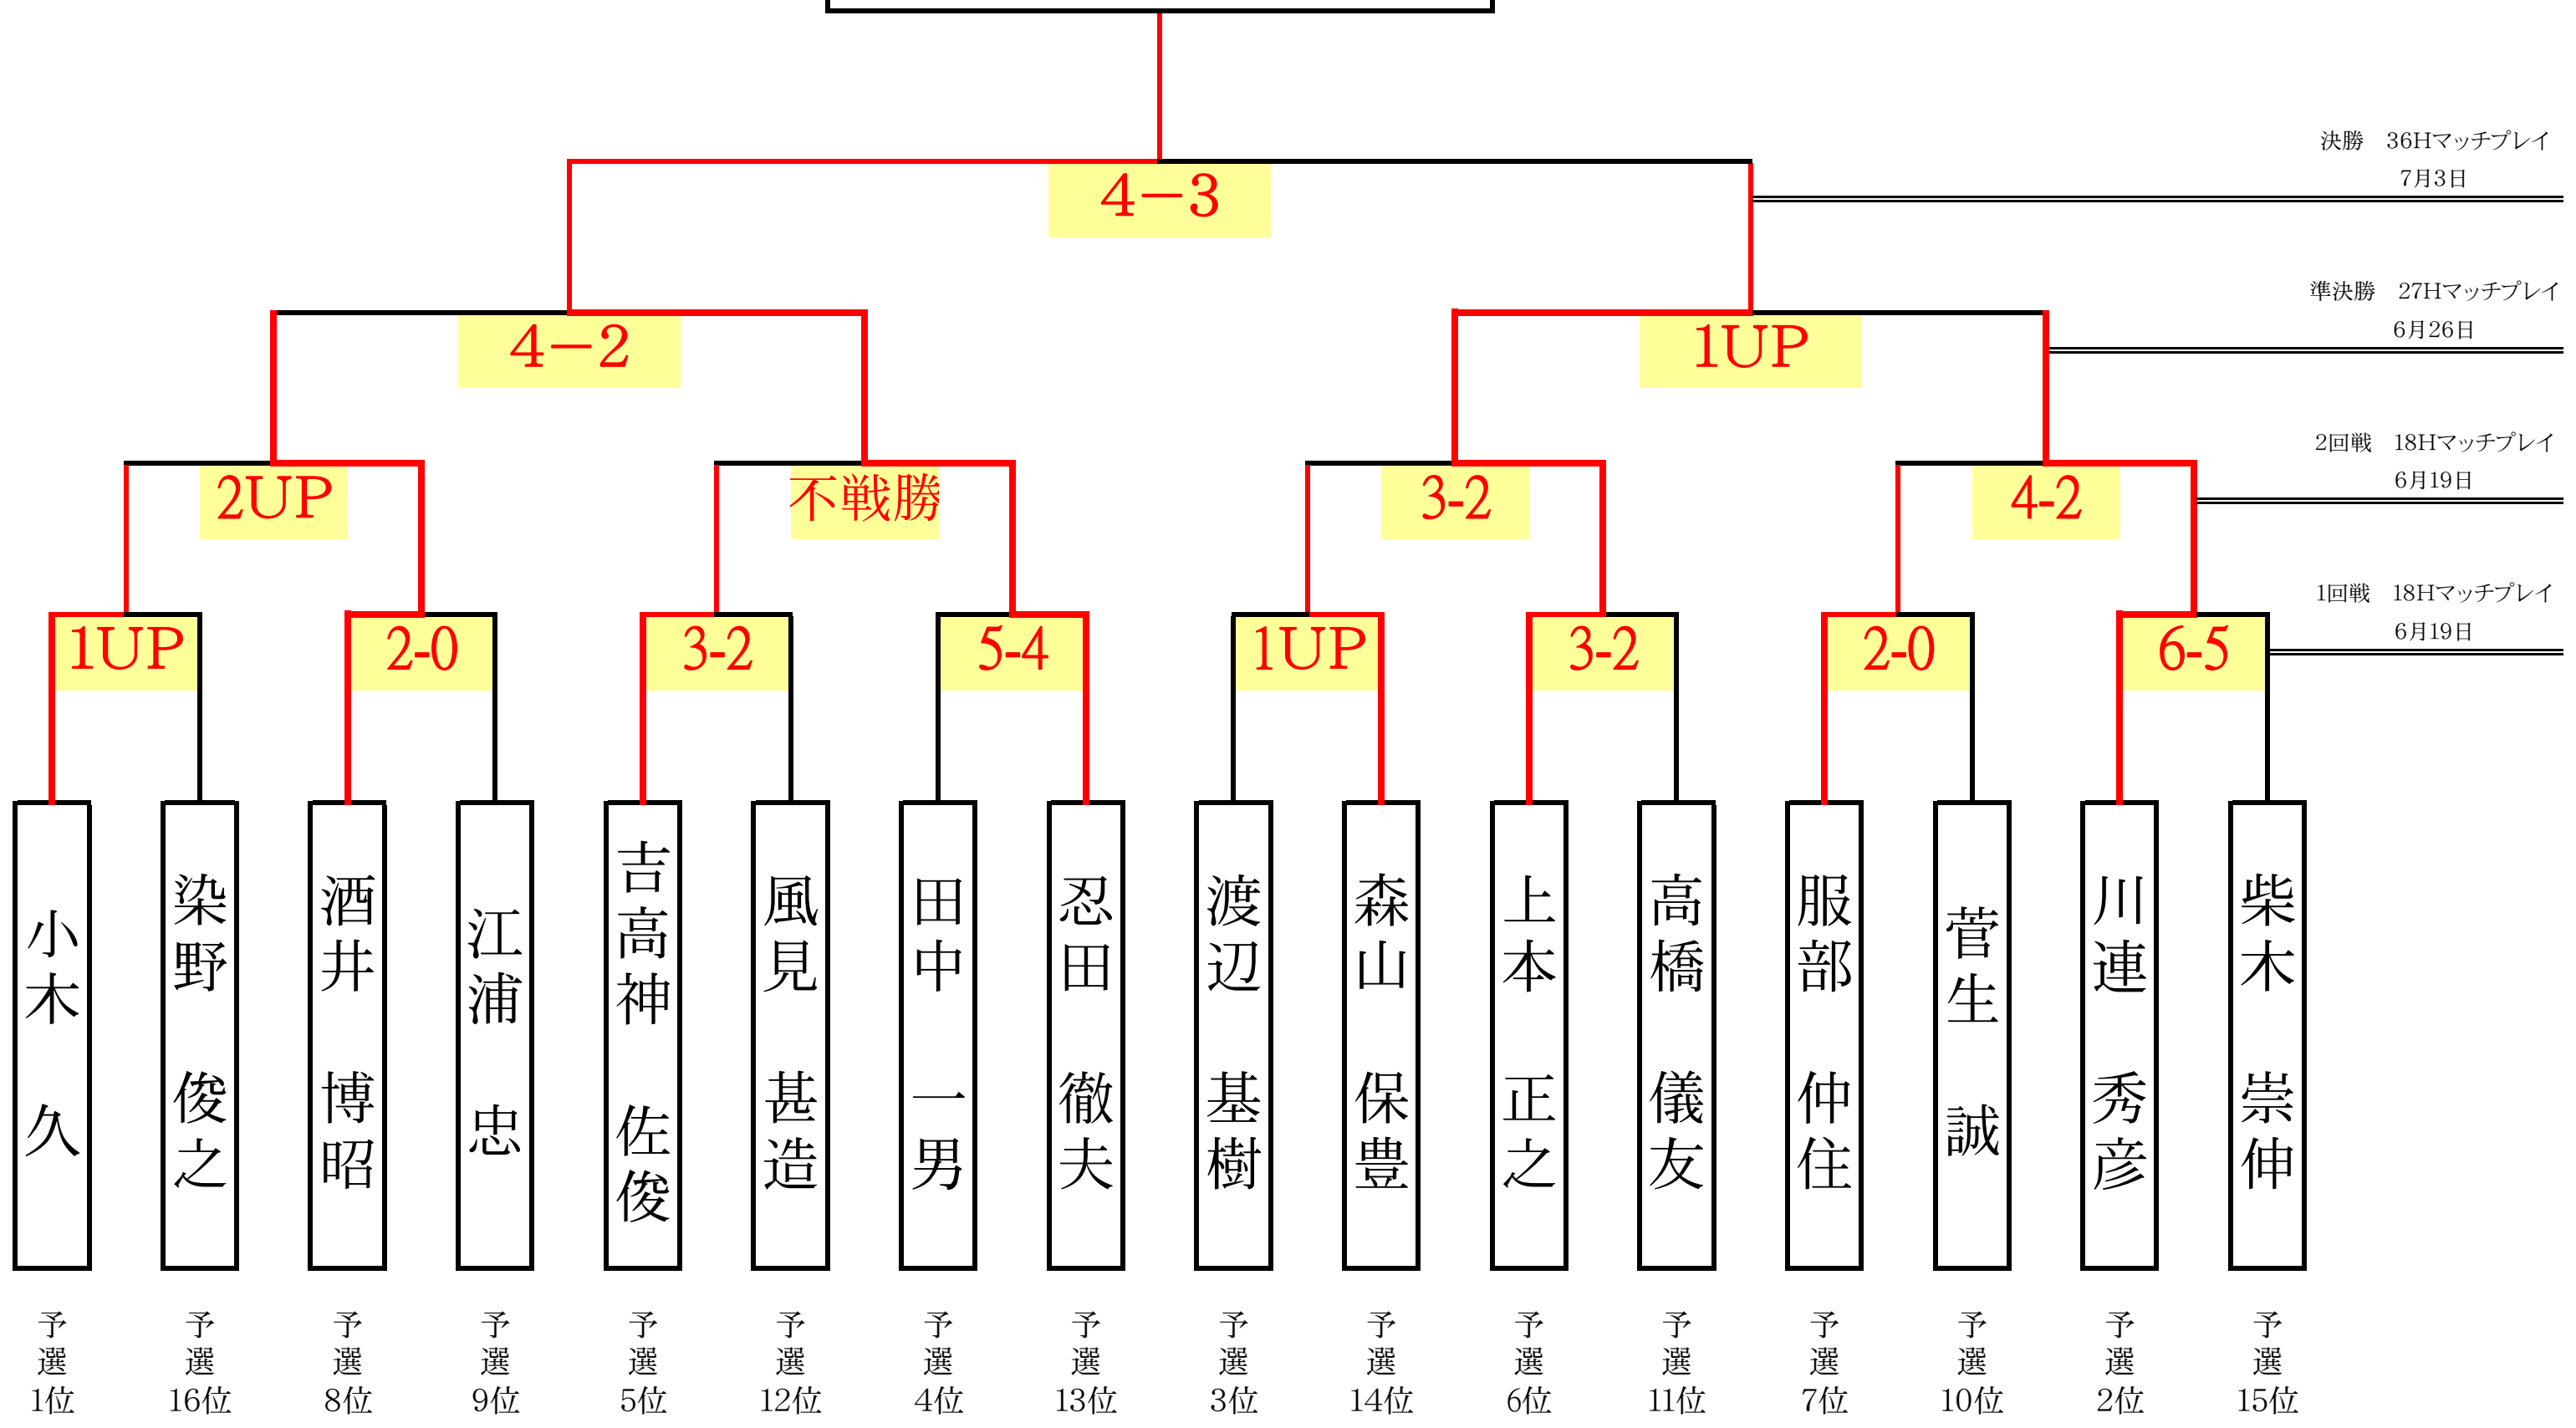 決勝　36Hマッチプレイ
7月3日
4－3
準決勝　27Hマッチプレイ
6月26日
4－2
1UP
2回戦　18Hマッチプレイ
6月19日
2UP
不戦勝
3-2
4-2
1回戦　18Hマッチプレイ
6月19日
1UP
2-0
3-2
5-4
1UP
3-2
2-0
6-5
小木　久
染野　俊之
酒井　博昭
江浦　忠
吉高神　佐俊
風見　甚造
田中　一男
忍田　徹夫
渡辺　基樹
森山　保豊
上本　正之
高橋　儀友
服部　仲住
菅生　誠
川連　秀彦
柴木　崇伸
予選1位
予選16位
予選8位
予選9位
予選5位
予選12位
予選4位
予選13位
予選3位
予選14位
予選6位
予選11位
予選7位
予選10位
予選2位
予選15位